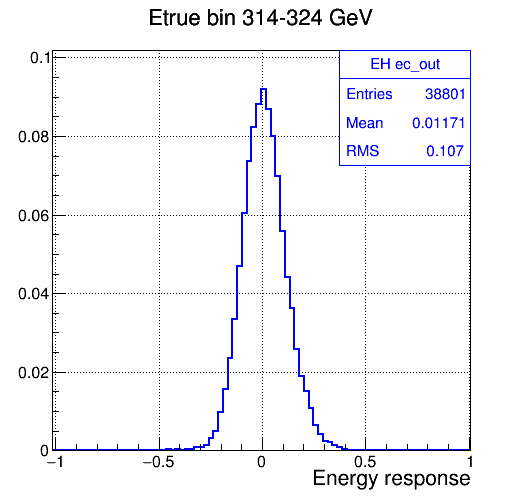 Etrue bin 314-324 GeV
EH ec_out
Entries 38801
Mean 0.01171
RMS 0.107
0.1
0.08
0.06
0.04
0.02
0
−1 −0.5 0 0.5 1
Energy response